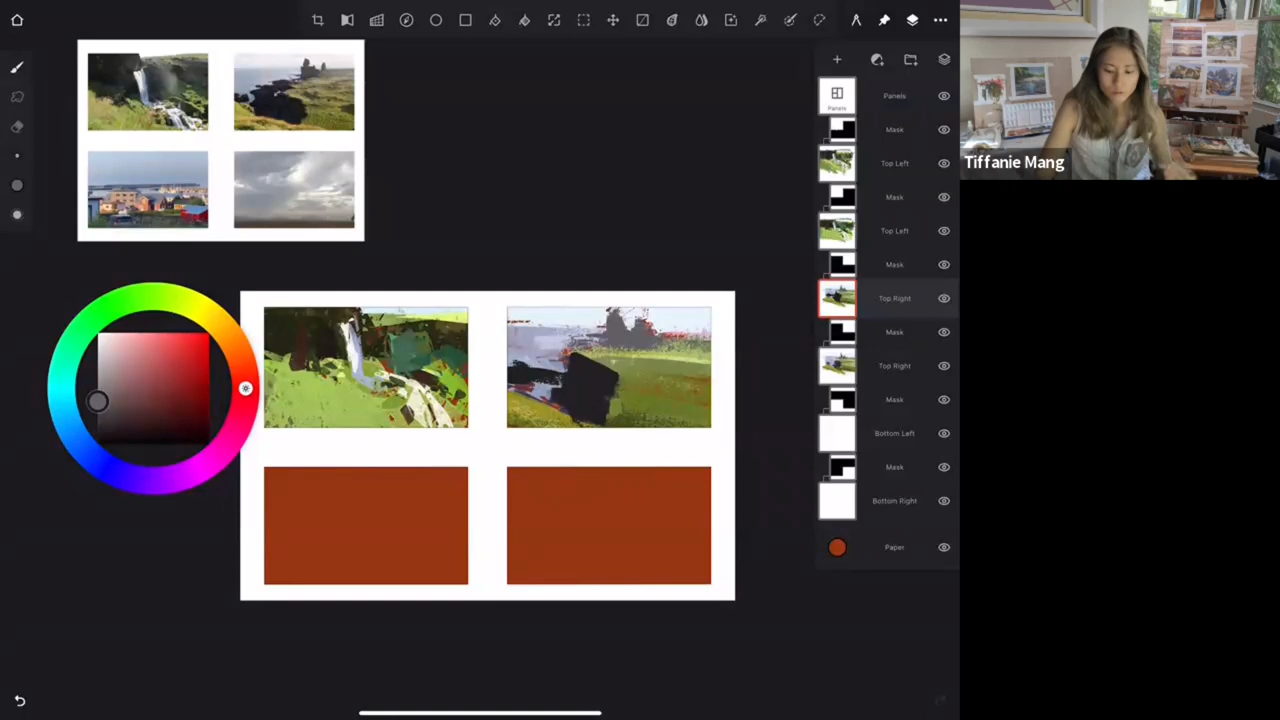 Panels
Panels
Mask
Top Left
Mask
Top Left
Mask
Top Right
Mask
Top Right
Mask
Bottom Left
Mask
Bottom Right
Paper
Tiffanie Mang